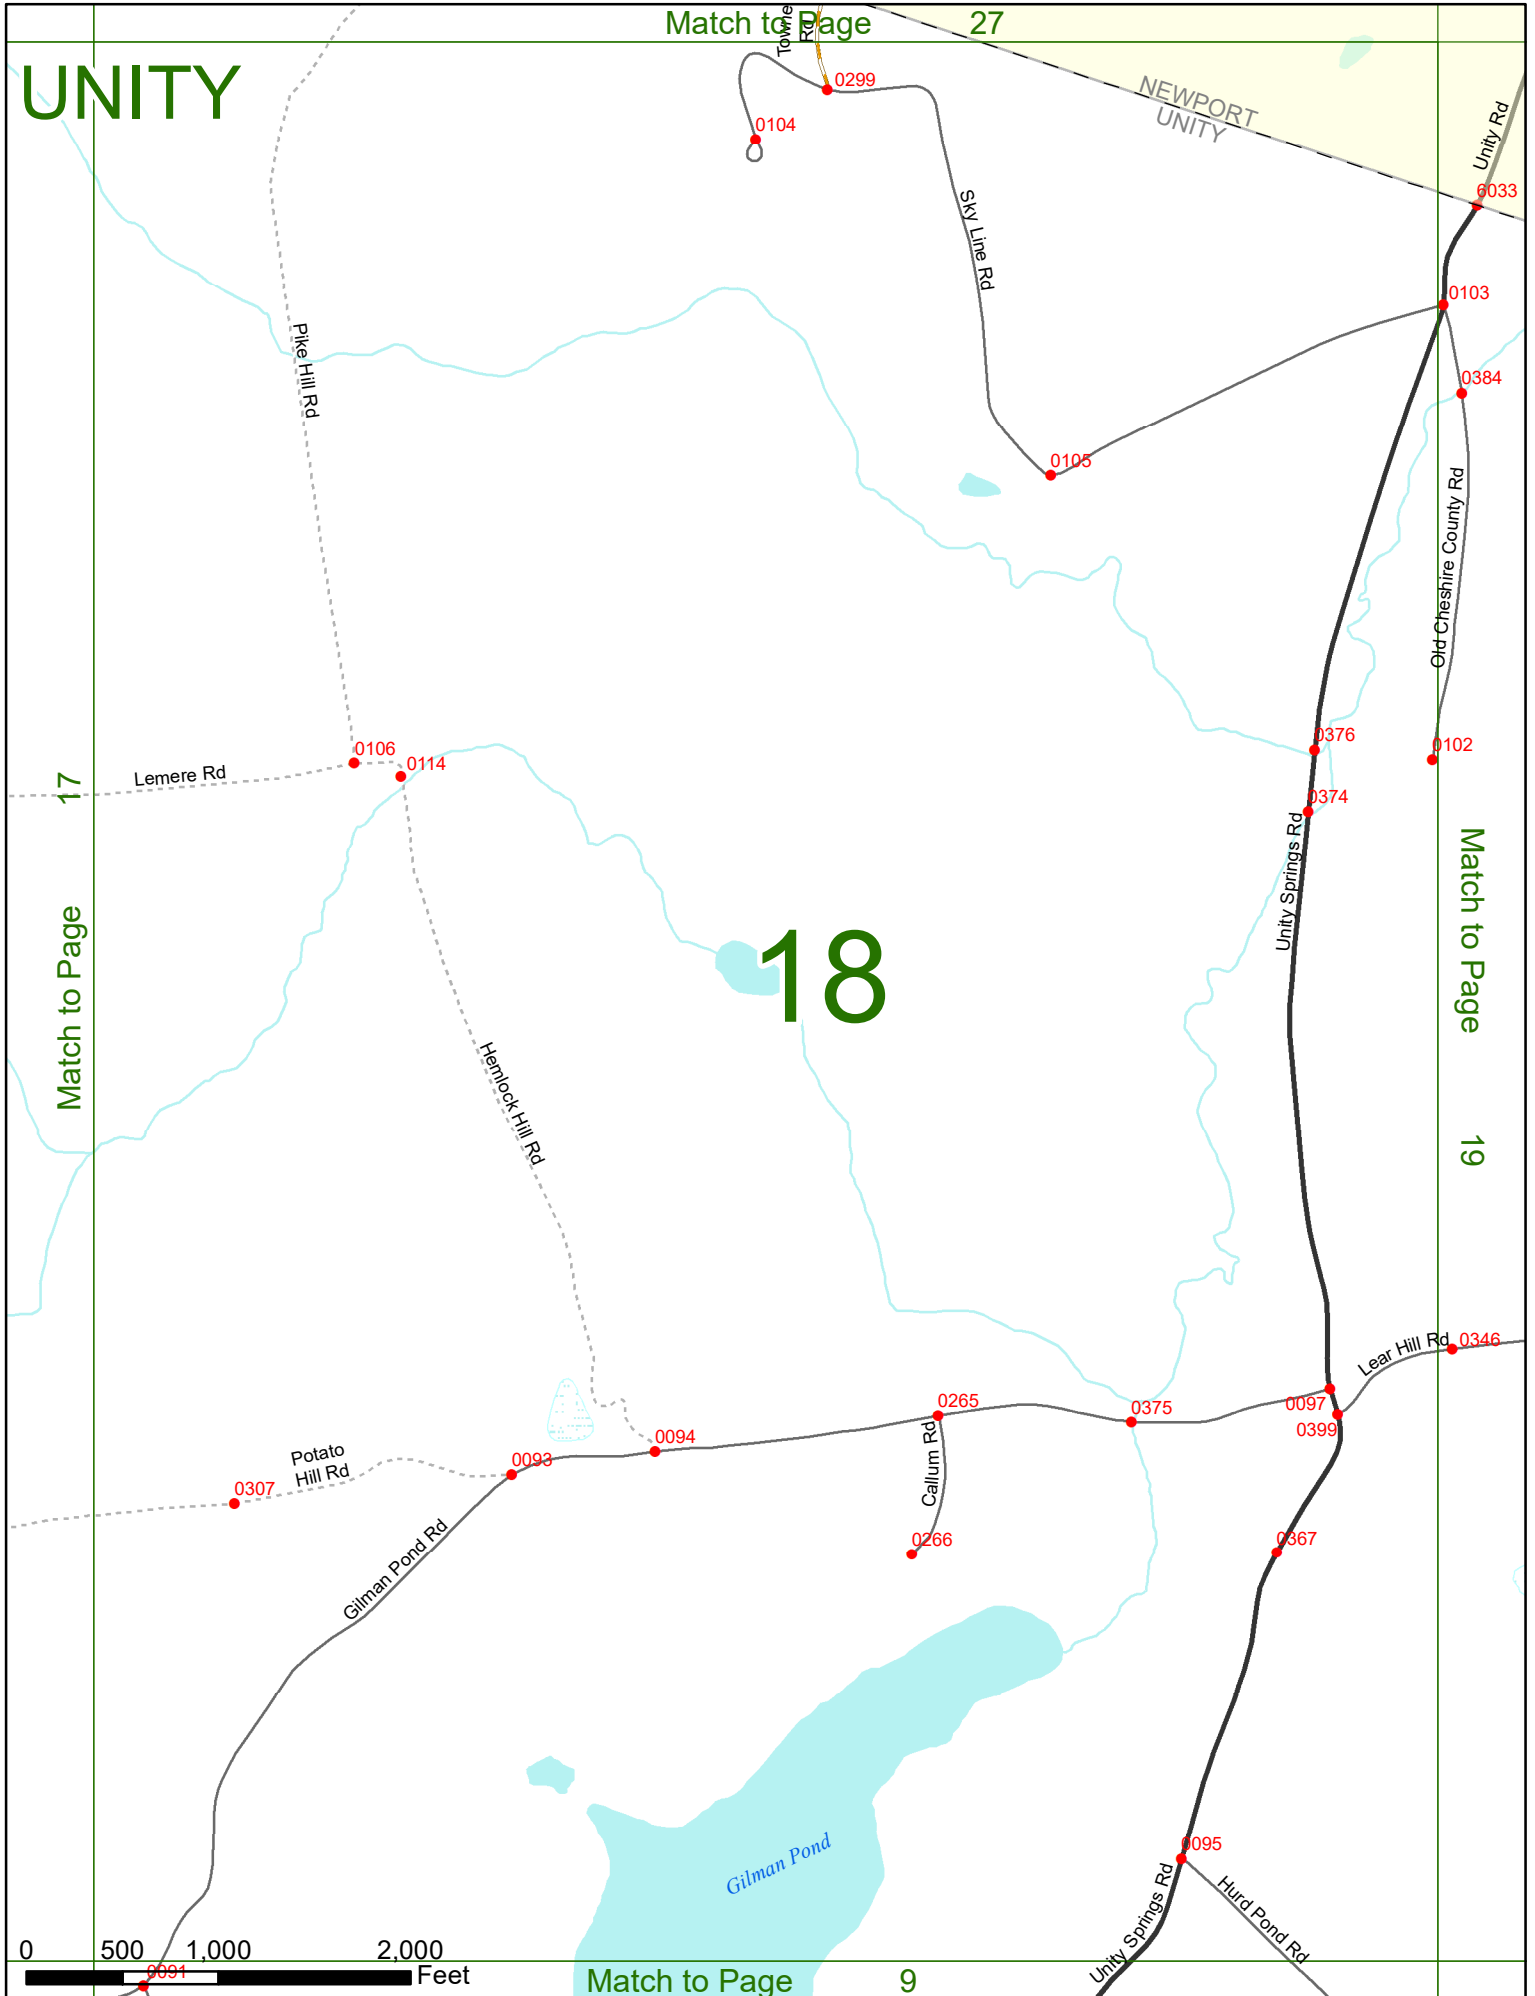 Match to Page 27
UNITY
Towne
Rd
0299
0104
NEWPORT
UNITY
Unity Rd
6033
Sky Line Rd
0103
Pike Hill Rd
0384
0105
Old Cheshire County Rd
0376
0102
0106
0114
Lemere Rd
0374
Unity Springs Rd
Match to Page 17
18
Match to Page 19
Hemlock Hill Rd
Lear Hill Rd
0346
0097
0399
0265
0375
0094
Callum Rd
Potato
Hill Rd
0093
0307
0266
0367
Gilman Pond Rd
Gilman Pond
0095
Unity Springs Rd
Hurd Pond Rd
0 500 1,000 2,000
Feet
0091
Match to Page 9